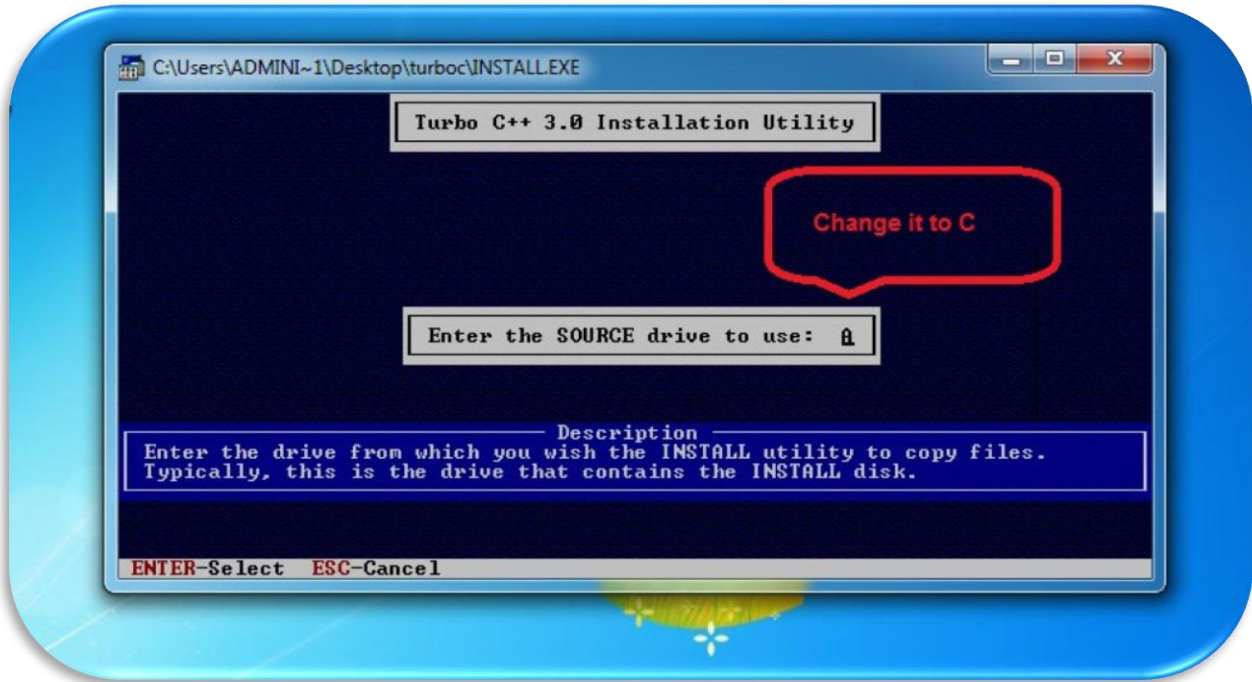 C:\Users\ADMINI~1\Desktop\turboc\INSTALL.EXE
Turbo C++ 3.0 Installation Utility
Change it to C
Enter the SOURCE drive to use: A
Description
Enter the drive from which you wish the INSTALL utility to copy files.
Typically, this is the drive that contains the INSTALL disk.
ENTER-Select ESC-Cancel